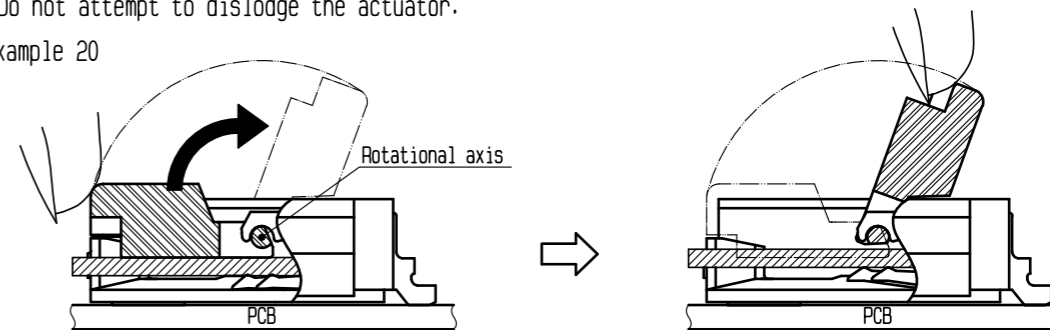 Do not attempt to dislodge the actuator.
xample 20
Rotational axis
PCB
PCB